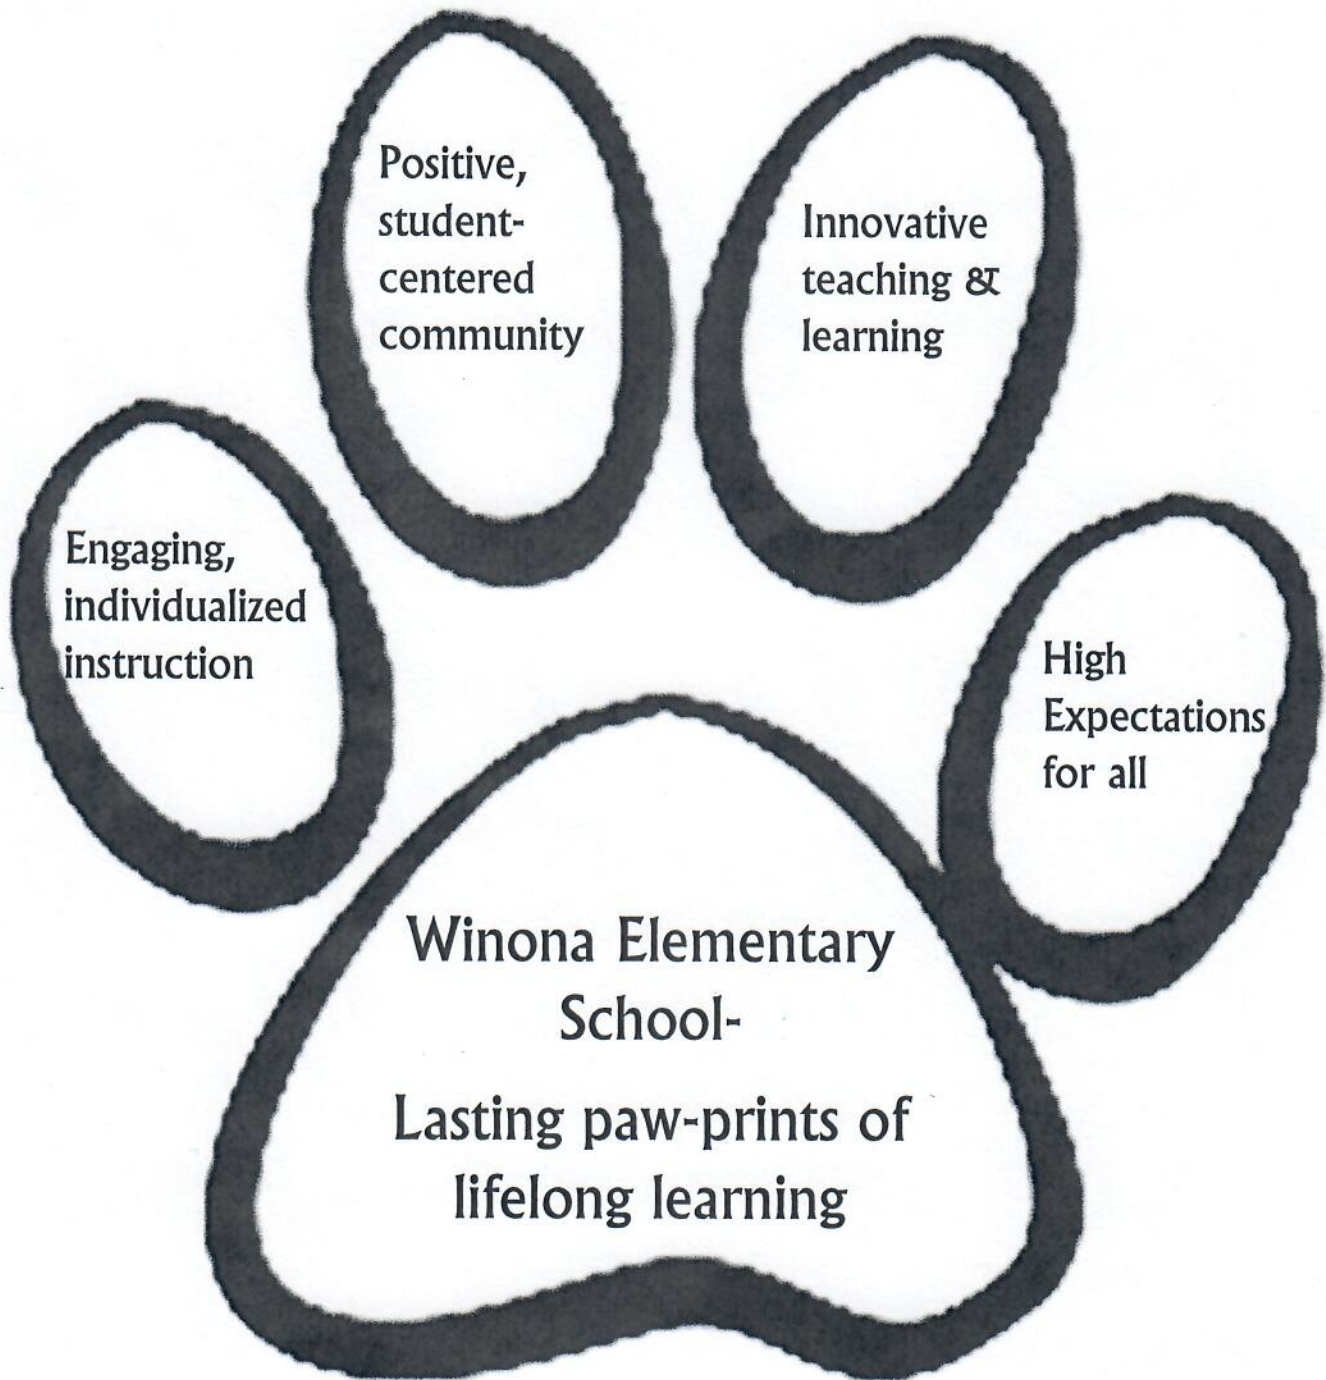 Positive,
student-
centered
community
Innovative
teaching &
learning
Engaging,
individualized
instruction
High
Expectations
for all
Winona Elementary
School-
Lasting paw-prints of
lifelong learning